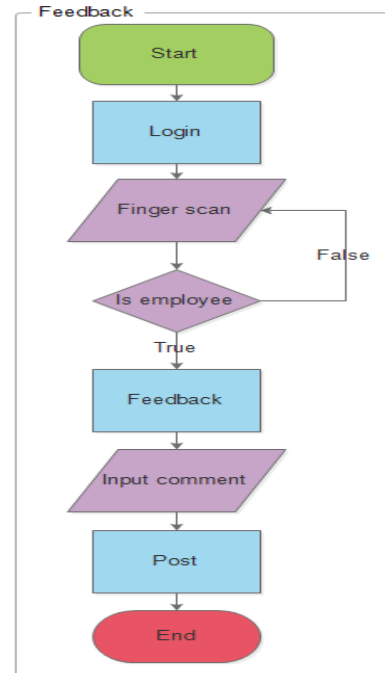 Feedback
Start
Login
Finger scan
False
Is employee
True
Feedback
Input comment
Post
End